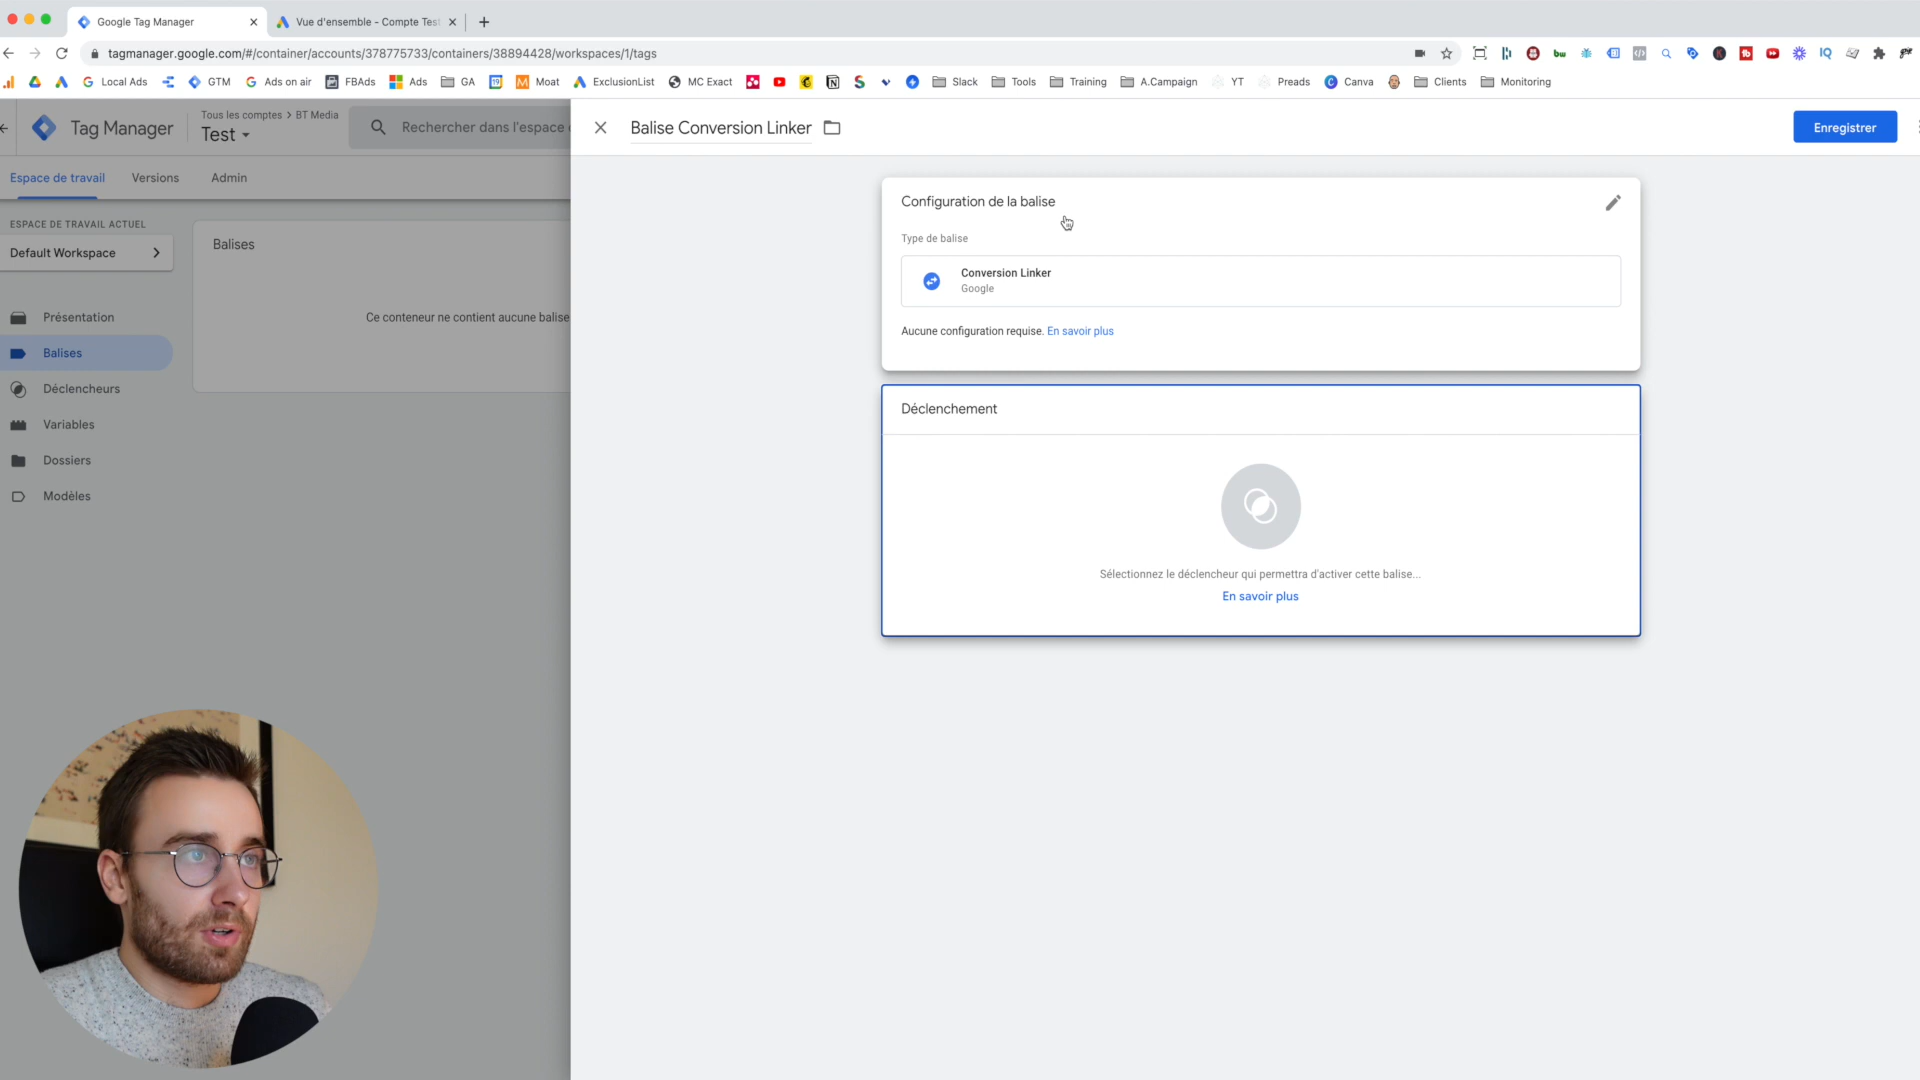 Google Tag Manager
Vue d'ensemble - Compte Test
tagmanager.google.com/#/container/accounts/378775733/containers/38894428/workspaces/1/tags
Local Ads
GTM
Ads on air
FBAds
Ads
GA
Moat
ExclusionList
MC Exact
Slack
Tools
Training
A.Campaign
YT
Preads
Canva
Clients
Monitoring
Tag Manager
Tous les comptes > BT Media
Test
Rechercher dans l'espace
Balise Conversion Linker
Enregistrer
Espace de travail
Versions
Admin
ESPACE DE TRAVAIL ACTUEL
Default Workspace
Présentation
Balises
Déclencheurs
Variables
Dossiers
Modèles
Balises
Ce conteneur ne contient aucune balise
Configuration de la balise
Type de balise
Conversion Linker
Google
Aucune configuration requise. En savoir plus
Déclenchement
Sélectionnez le déclencheur qui permettra d'activer cette balise...
En savoir plus